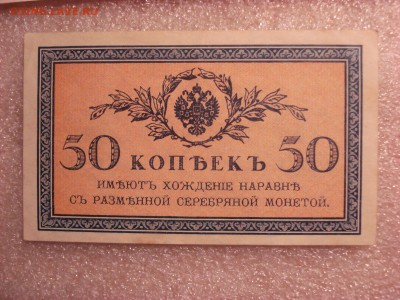 50 КОПѢЕКЪ 50
ИМѢЮТЪ ХОЖДЕНІЕ НАРАВНѢ
СЪ РАЗМѢННОЙ СЕРЕБРЯНОЙ МОНЕТОЙ.